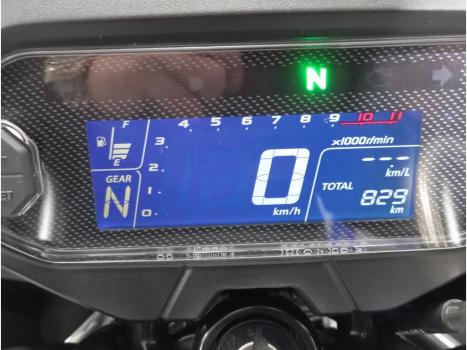 N
F 4 5 6 7 8 9 10 11
3 x1000r/min
E
--- km/L
GEAR 2
N 1 0 TOTAL 829
0 km/h km